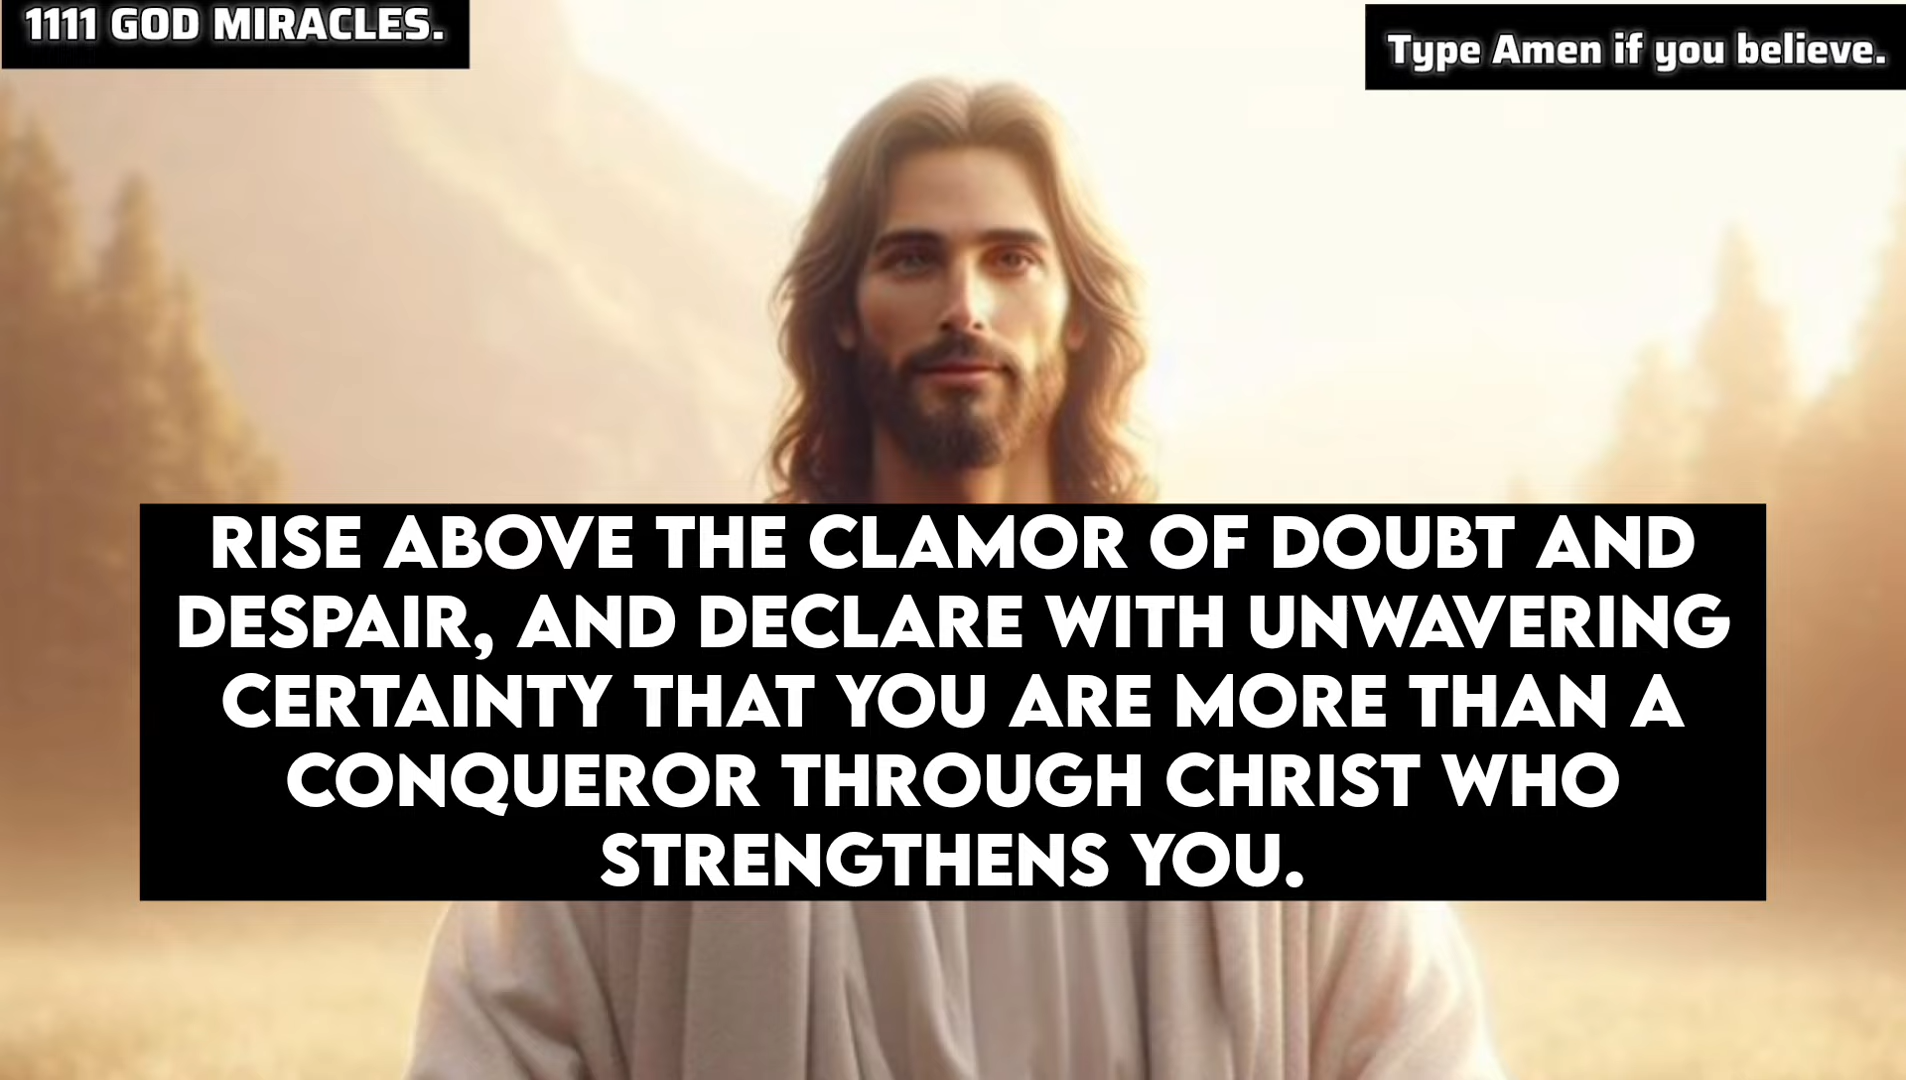 1111 GOD MIRACLES.
Type Amen if you believe.
RISE ABOVE THE CLAMOR OF DOUBT AND
DESPAIR, AND DECLARE WITH UNWAVERING
CERTAINTY THAT YOU ARE MORE THAN A
CONQUEROR THROUGH CHRIST WHO
STRENGTHENS YOU.